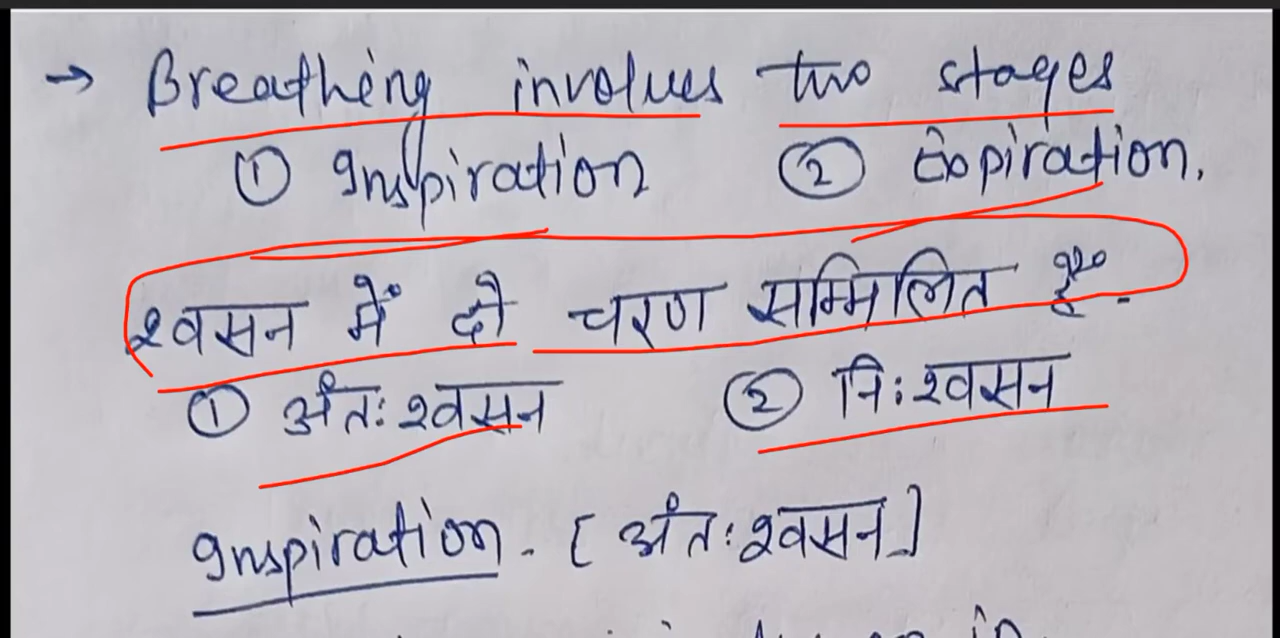 → Breathing involves two stages
① Inspiration ② Expiration.
श्वसन में दो चरण सम्मिलित हैं -
① अंतः श्वसन ② निः श्वसन
Inspiration - [अंतः श्वसन]